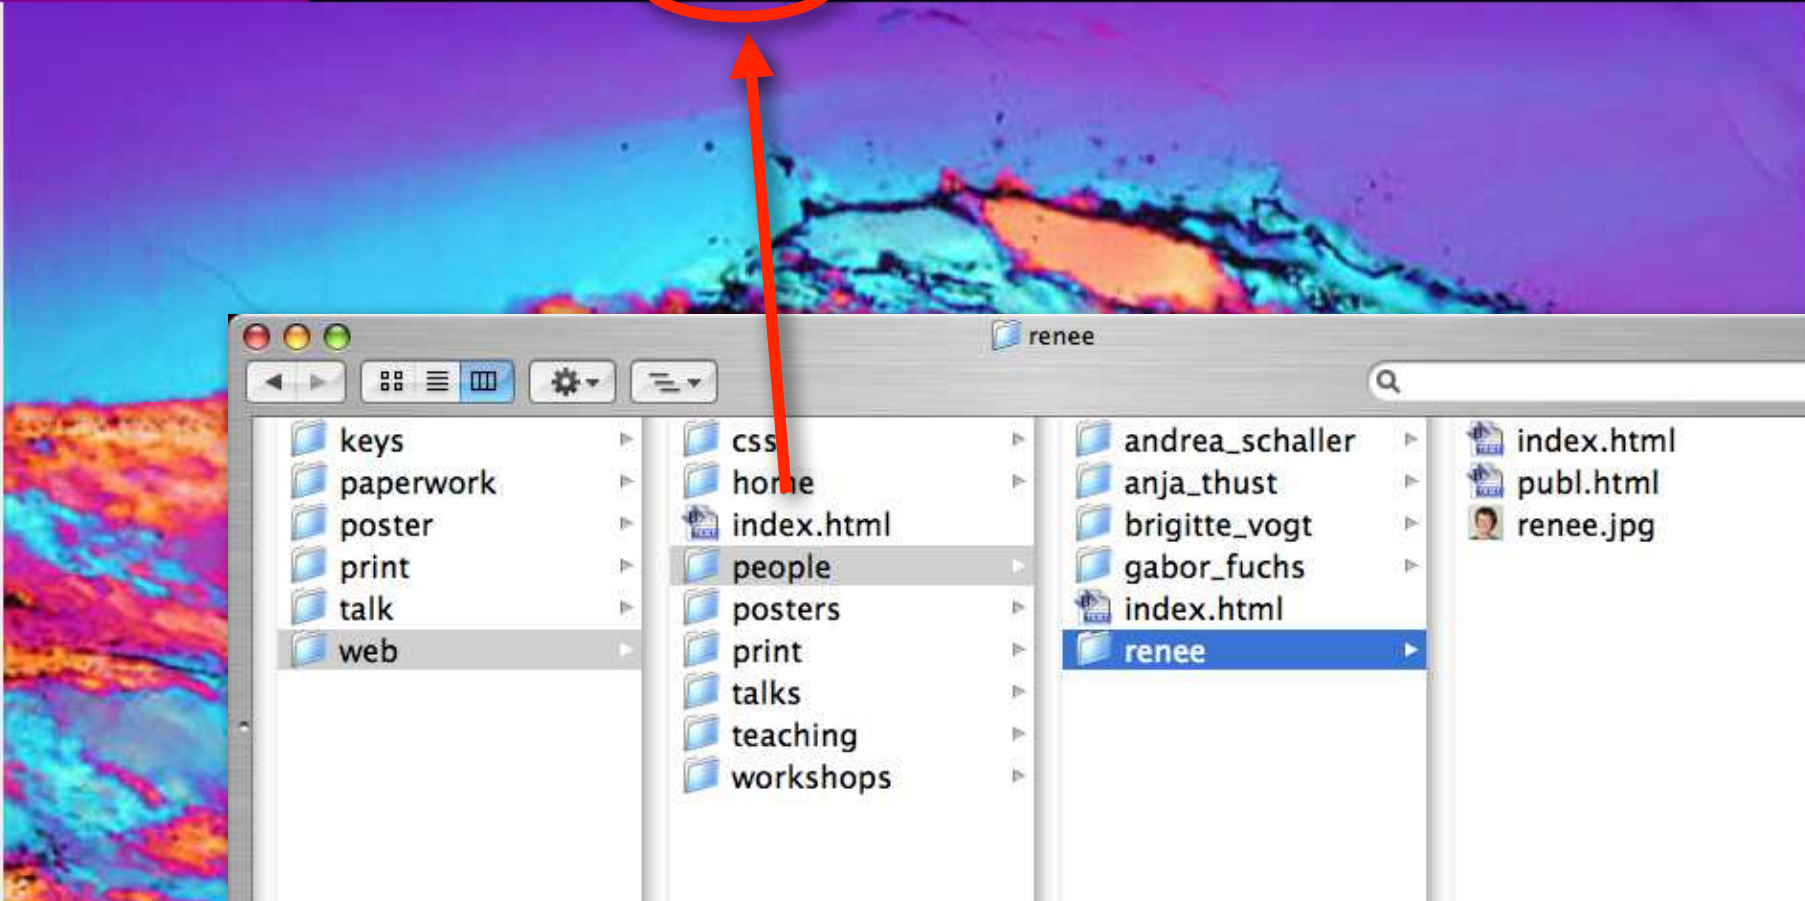 renee
keys
paperwork
poster
print
talk
web
css
home
index.html
people
posters
print
talks
teaching
workshops
andrea_schaller
anja_thust
brigitte_vogt
gabor_fuchs
index.html
renee
index.html
publ.html
renee.jpg